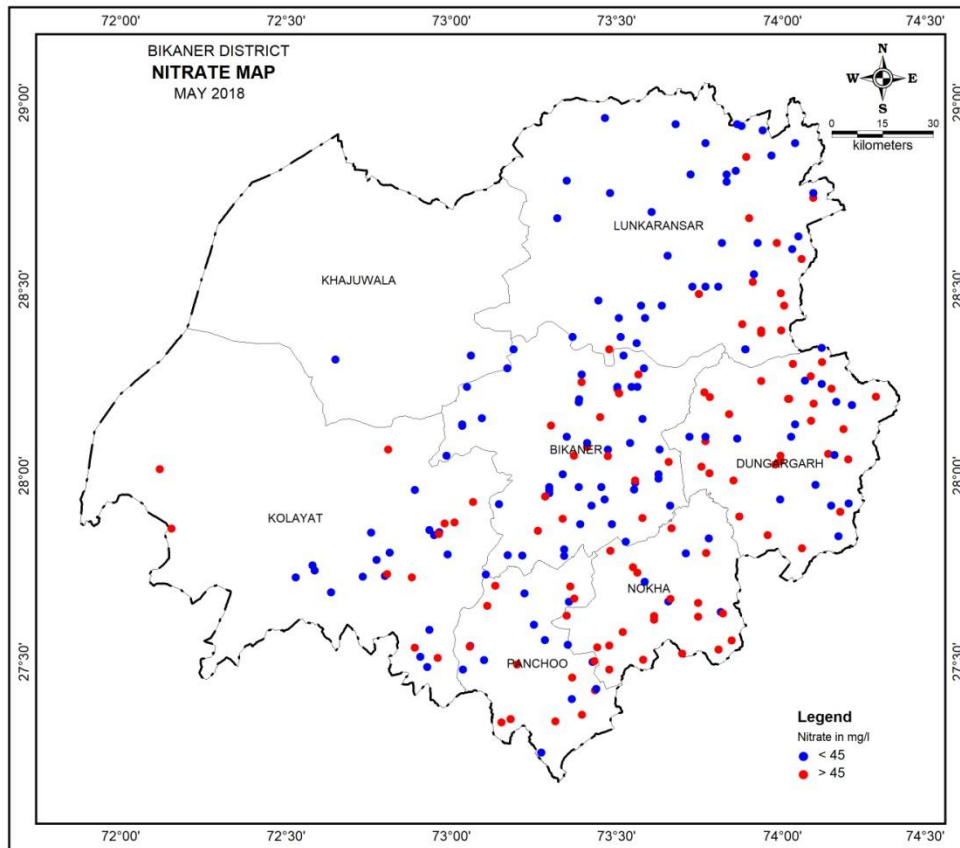 72°00' 72°30' 73°00' 73°30' 74°00' 74°30'
BIKANER DISTRICT
NITRATE MAP
MAY 2018
N
W E
S
0 15 30
kilometers
29°00' 29°00'
LUNKARANSAR
KHAJUWALA
28°30' 28°30'
BIKANER
DUNGARGARH
28°00' 28°00'
KOLAYAT
NOKHA
PANCHOO
27°30' 27°30'
Legend
Nitrate in mg/l
< 45
> 45
72°00' 72°30' 73°00' 73°30' 74°00' 74°30'